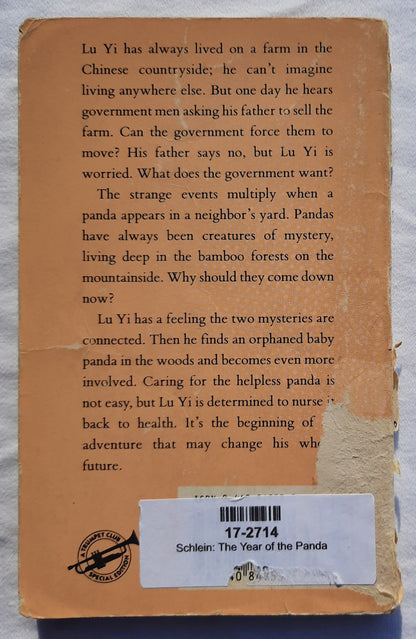 Lu Yi has always lived on a farm in the
Chinese countryside; he can't imagine
living anywhere else. But one day he hears
government men asking his father to sell the
farm. Can the government force them to
move? His father says no, but Lu Yi is
worried. What does the government want?
The strange events multiply when a
panda appears in a neighbor's yard. Pandas
have always been creatures of mystery,
living deep in the bamboo forests on the
mountainside. Why should they come down
now?
Lu Yi has a feeling the two mysteries are
connected. Then he finds an orphaned baby
panda in the woods and becomes even more
involved. Caring for the helpless panda is
not easy, but Lu Yi is determined to nurse
back to health. It's the beginning of
adventure that may change his
future.
A TRUMPET CLUB
SPECIAL EDITION
17-2714
Schlein: The Year of the Panda